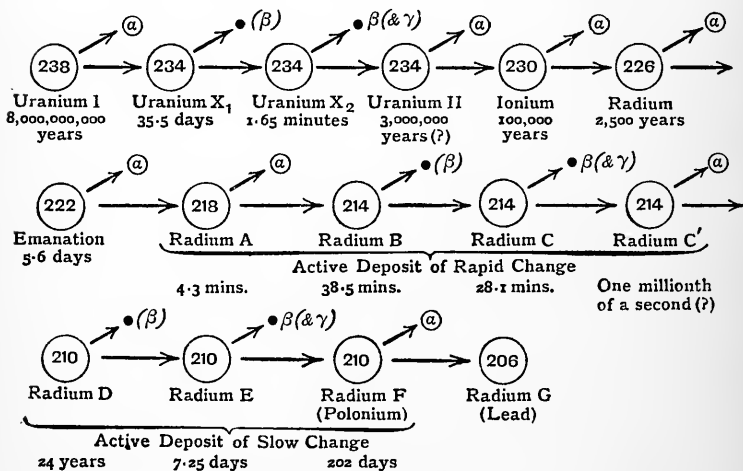 α •(β) •β(& γ) α α α
238 234 234 234 230 226
Uranium I Uranium X₁ Uranium X₂ Uranium II Ionium Radium
8,000,000,000 35·5 days 1·65 minutes 3,000,000 100,000 2,500 years
years years (?) years
α α •(β) •β(& γ) α
222 218 214 214 214
Emanation Radium A Radium B Radium C Radium C′
5·6 days
Active Deposit of Rapid Change
4·3 mins. 38·5 mins. 28·1 mins. One millionth
of a second (?)
•(β) •β(& γ) α
210 210 210 206
Radium D Radium E Radium F Radium G
(Polonium) (Lead)
Active Deposit of Slow Change
24 years 7·25 days 202 days